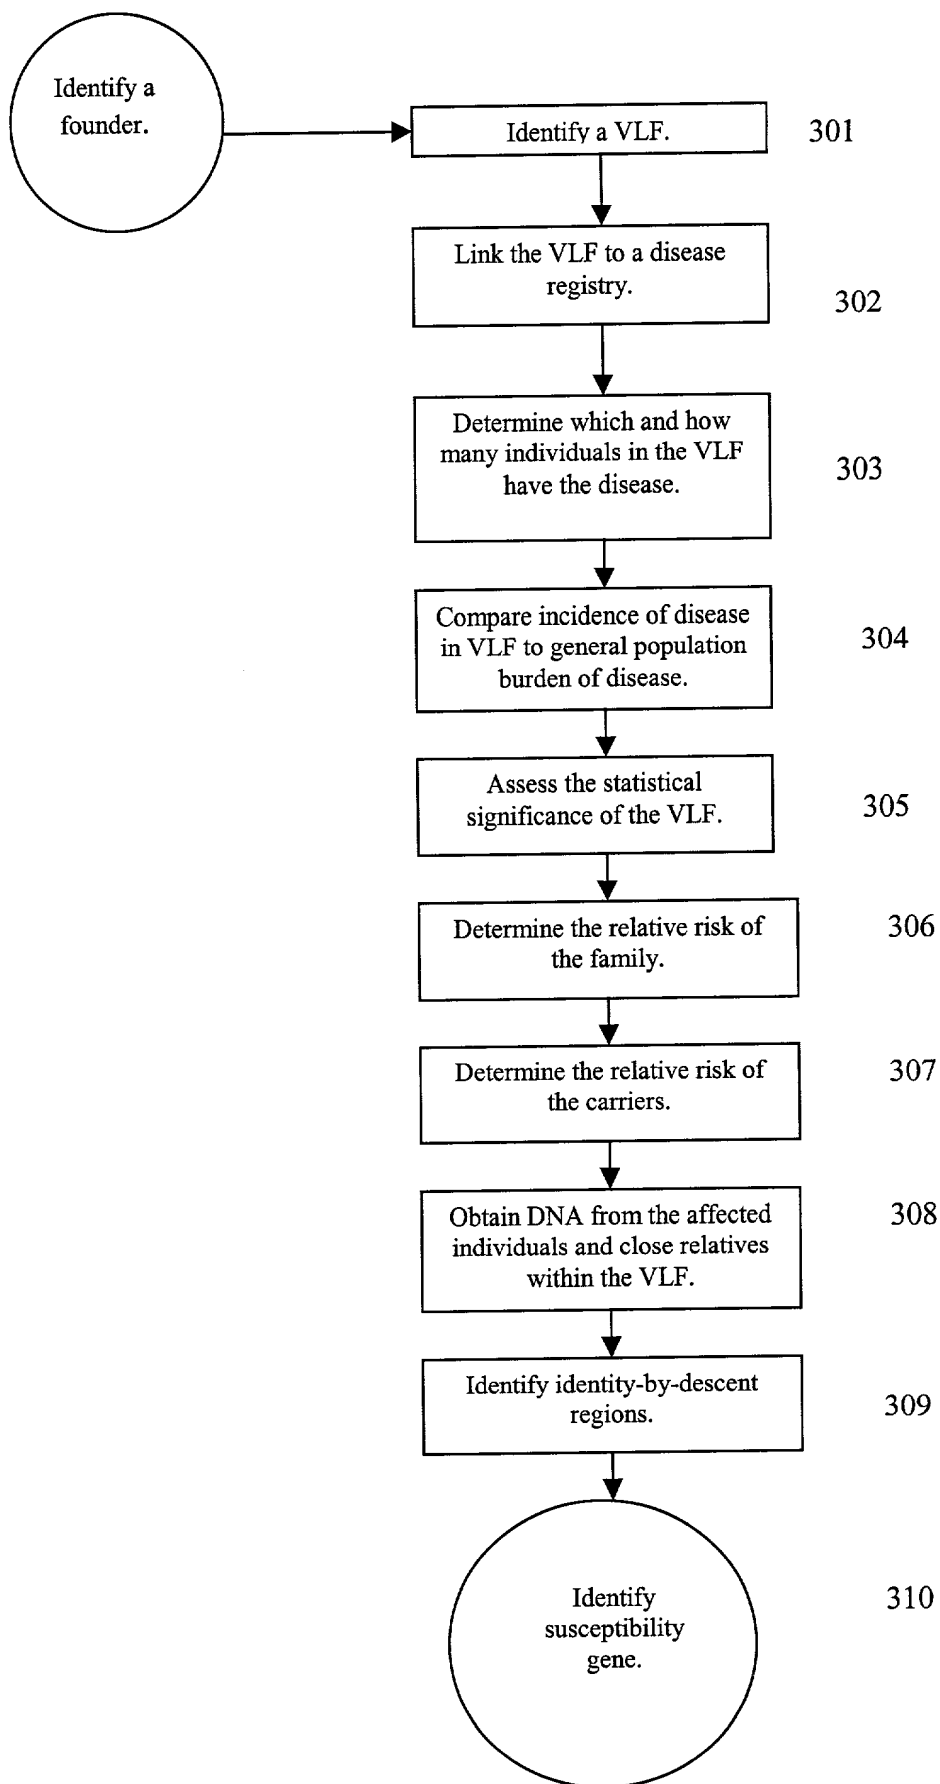 Identify a
founder.
Identify a VLF.
301
Link the VLF to a disease
registry.
302
Determine which and how
many individuals in the VLF
have the disease.
303
Compare incidence of disease
in VLF to general population
burden of disease.
304
Assess the statistical
significance of the VLF.
305
Determine the relative risk of
the family.
306
Determine the relative risk of
the carriers.
307
Obtain DNA from the affected
individuals and close relatives
within the VLF.
308
Identify identity-by-descent
regions.
309
Identify
susceptibility
gene.
310